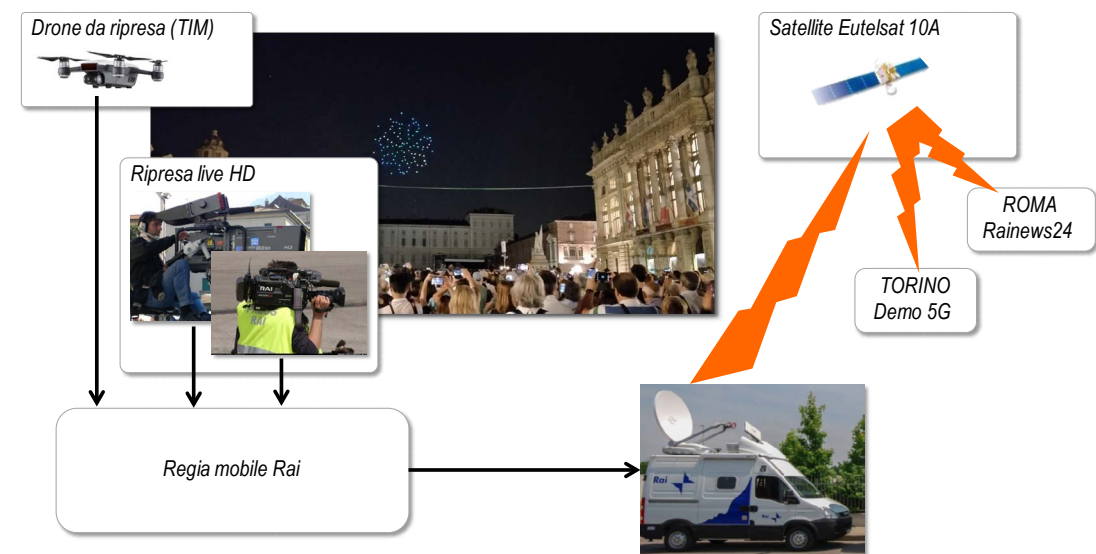 Drone da ripresa (TIM)
Satellite Eutelsat 10A
Ripresa live HD
RAI
RAI
ROMA
Rainews24
TORINO
Demo 5G
Regia mobile Rai
Rai
Rai